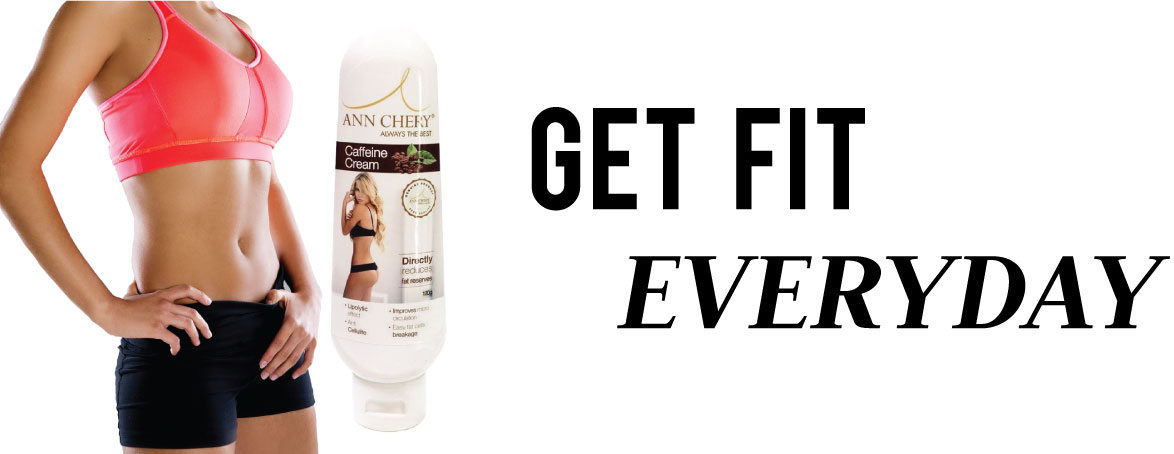 ANN CHERY®
ALWAYS THE BEST
Caffeine
Cream
Directly
reduces
fat reserves
100g
• Lipolytic
effect
• Anti
Cellulite
• Improves micro
circulation
• Easy fat cells
breakage
GET FIT
EVERYDAY